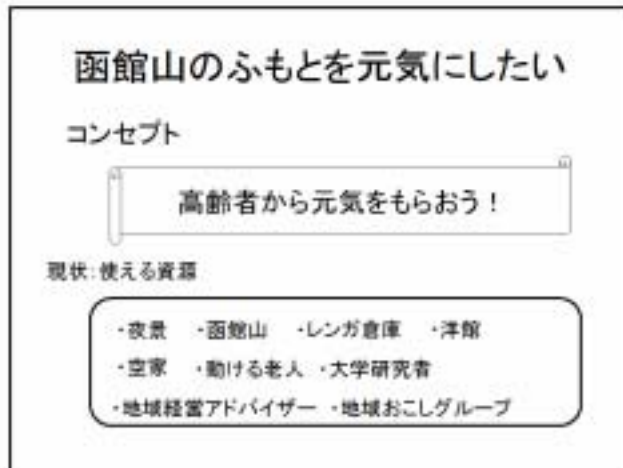 函館山のふもとを元気にしたい
コンセプト
高齢者から元気をもらおう！
現状：使える資源
・夜景 ・函館山 ・レンガ倉庫 ・洋館
・空家 ・動ける老人 ・大学研究者
・地域経営アドバイザー ・地域おこしグループ